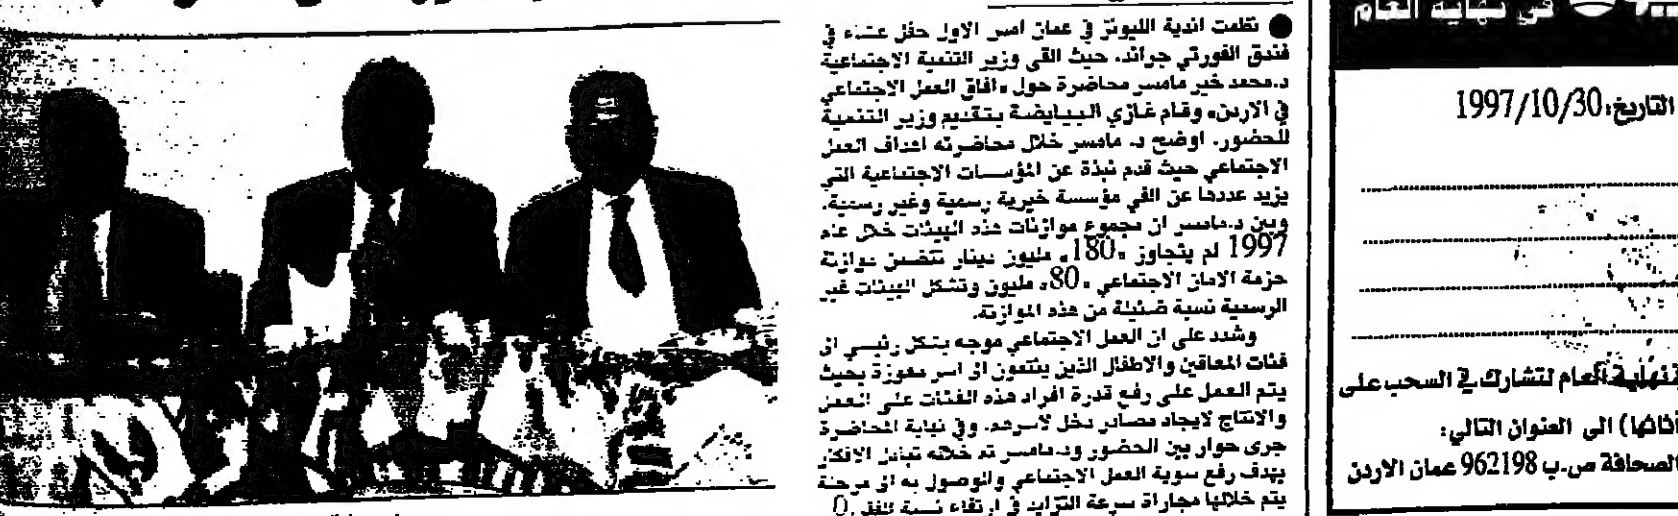 ● نظمت اندية الليونز في عمان امس الاول حفل عشاء في
فندق الفورتي جراند، حيث القى وزير التنمية الاجتماعية
د.محمد خير مامسر محاضرة حول «افاق العمل الاجتماعي
في الاردن» وقام غازي البيايضة بتقديم وزير التنمية
للحضور. اوضح د. مامسر خلال محاضرته اهداف العمل
الاجتماعي حيث قدم نبذة عن المؤسسات الاجتماعية التي
يزيد عددها عن الفي مؤسسة خيرية رسمية وغير رسمية.
وبين د.مامسر ان مجموع موازنات هذه الهيئات خلال عام
1997 لم يتجاوز «180» مليون دينار تتضمن موازنة
حزمة الامان الاجتماعي «80» مليون وتشكل الهيئات غير
الرسمية نسبة ضئيلة من هذه الموازنة.
وشدد على ان العمل الاجتماعي موجه بشكل رئيسي الى
فئات المعاقين والاطفال الذين ينتمون الى اسر معوزة بحيث
يتم العمل على رفع قدرة افراد هذه الفئات على العمل
والانتاج لايجاد مصادر دخل لاسرهم. وفي نهاية المحاضرة
جرى حوار بين الحضور ود.مامسر تم خلاله تبادل الافكار
بهدف رفع سوية العمل الاجتماعي والوصول به الى مرحلة
يتم خلالها مجاراة سرعة التزايد في ارتقاء نسبة الفقر.0
في نهاية العام
التاريخ: 1997/10/30
العام لتشارك في السحب على
الى العنوان التالي:
الصحافة ص.ب 962198 عمان الاردن